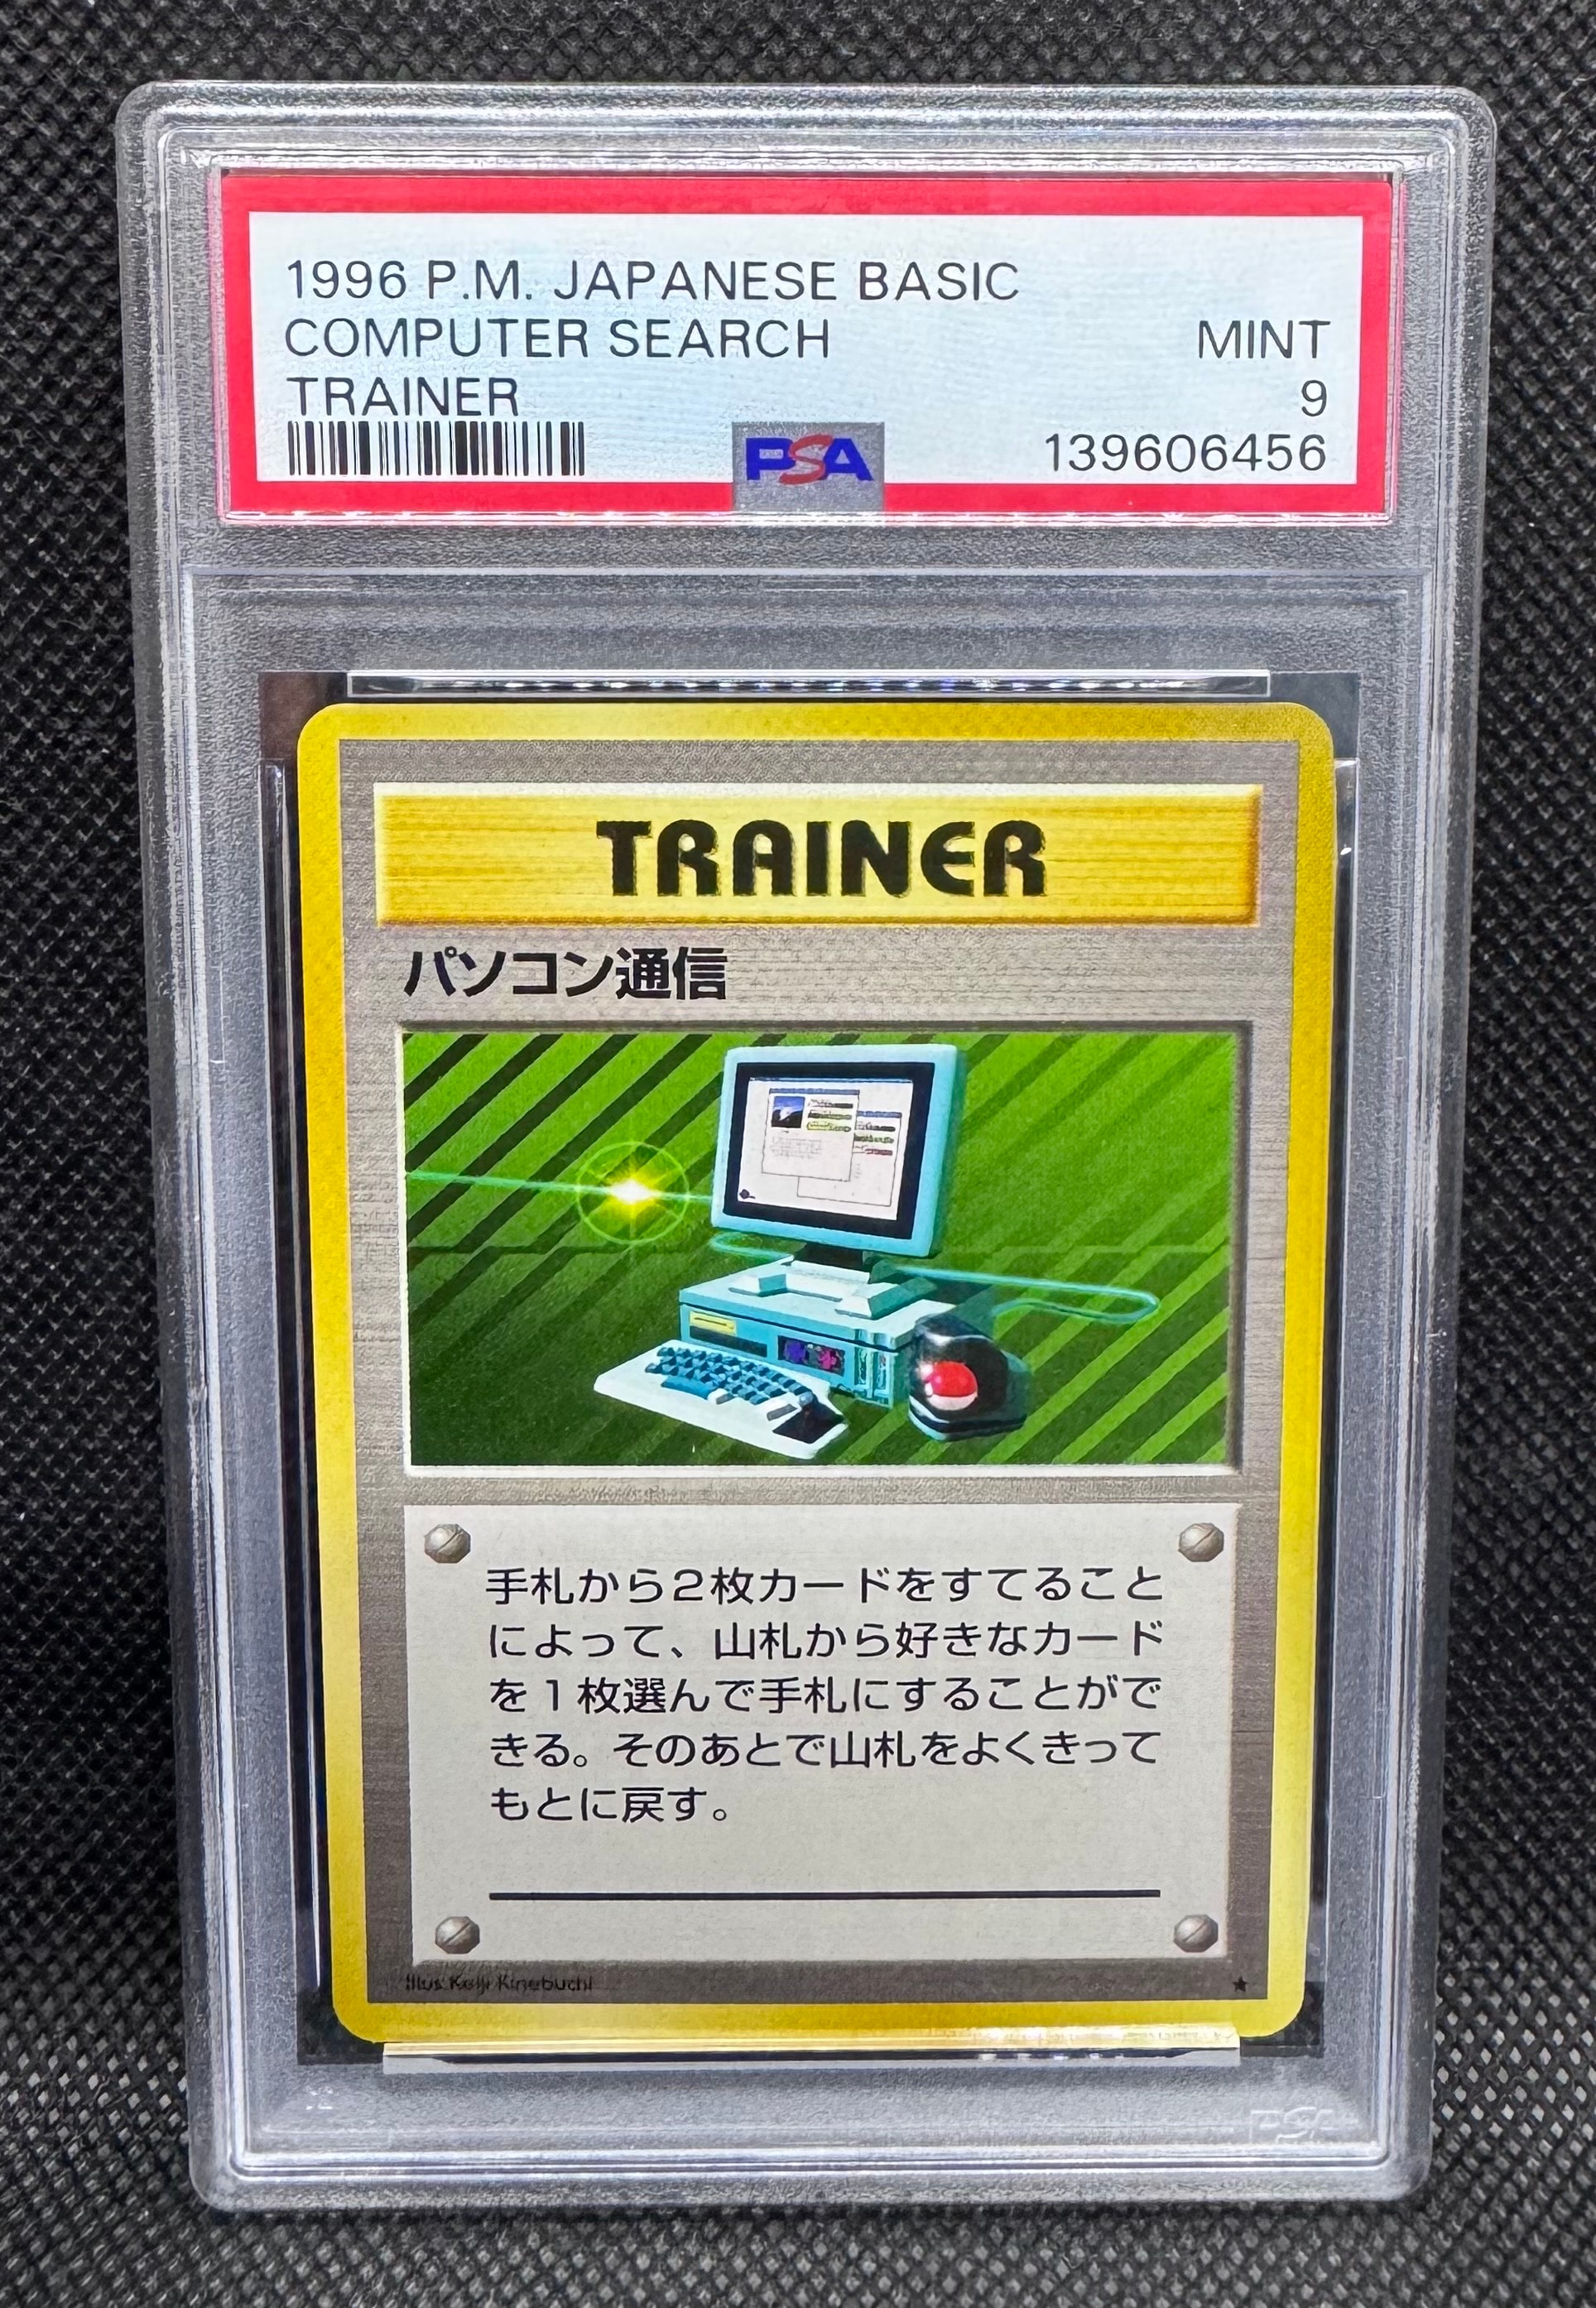 1996 P.M. JAPANESE BASIC
COMPUTER SEARCH MINT
TRAINER 9
PSA 139606456
TRAINER
パソコン通信
手札から2枚カードをすてること
によって、山札から好きなカード
を1枚選んで手札にすることがで
きる。そのあとで山札をよくきって
もとに戻す。
Illus. Keiji Kinebuchi
PSA